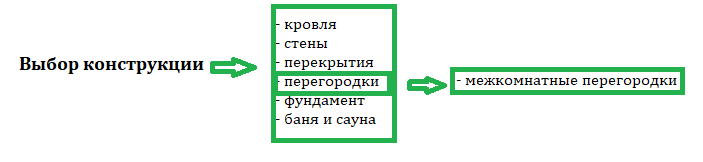 Выбор конструкции
- кровля
- стены
- перекрытия
- перегородки
- фундамент
- баня и сауна
- межкомнатные перегородки